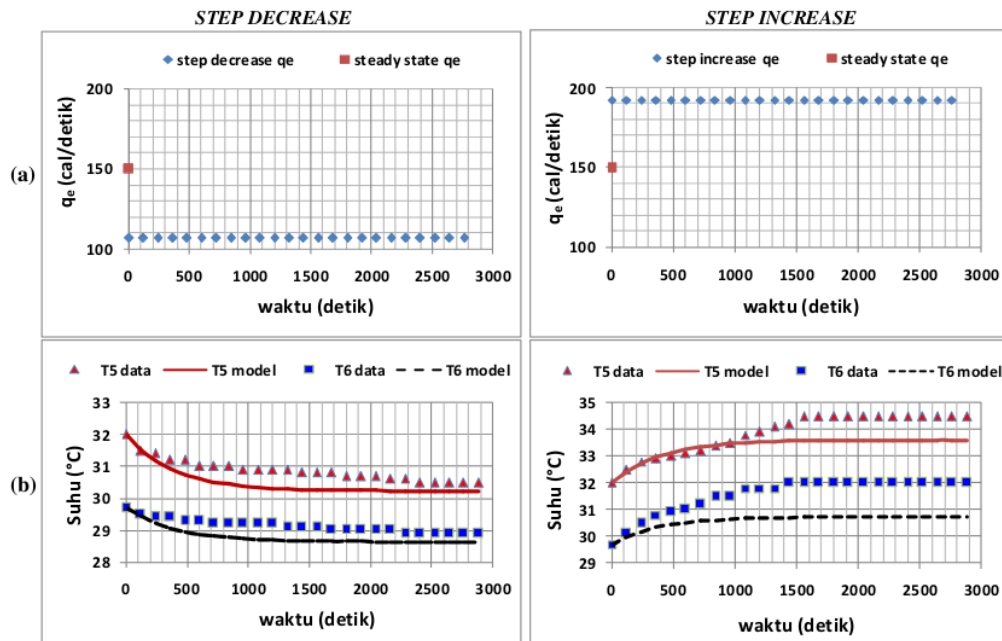 STEP DECREASE
STEP INCREASE
(a)
step decrease qe
steady state qe
200
150
100
qe (cal/detik)
0
500
1000
1500
2000
2500
3000
waktu (detik)
step increase qe
steady state qe
200
150
100
qe (cal/detik)
0
500
1000
1500
2000
2500
3000
waktu (detik)
(b)
T5 data
T5 model
T6 data
T6 model
33
32
31
30
29
28
Suhu (°C)
0
500
1000
1500
2000
2500
3000
waktu (detik)
T5 data
T5 model
T6 data
T6 model
35
34
33
32
31
30
29
Suhu (°C)
0
500
1000
1500
2000
2500
3000
waktu (detik)